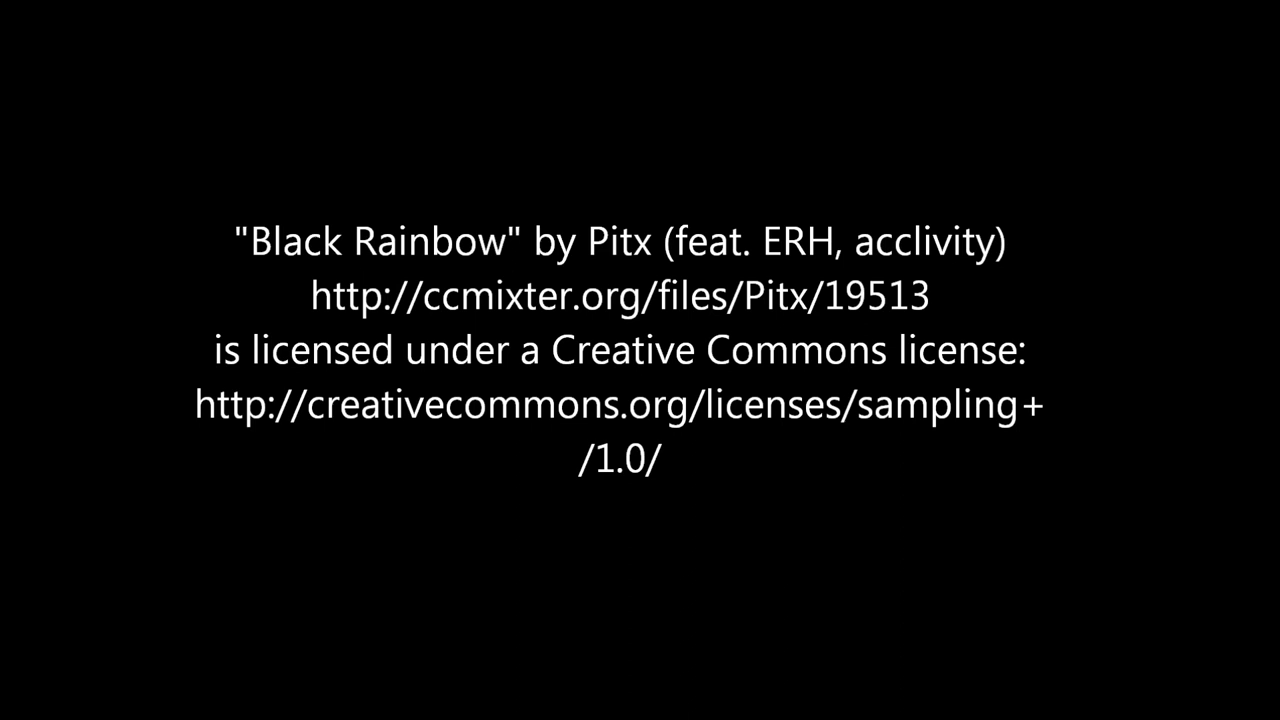 "Black Rainbow" by Pitx (feat. ERH, acclivity)
http://ccmixter.org/files/Pitx/19513
is licensed under a Creative Commons license:
http://creativecommons.org/licenses/sampling+
/1.0/